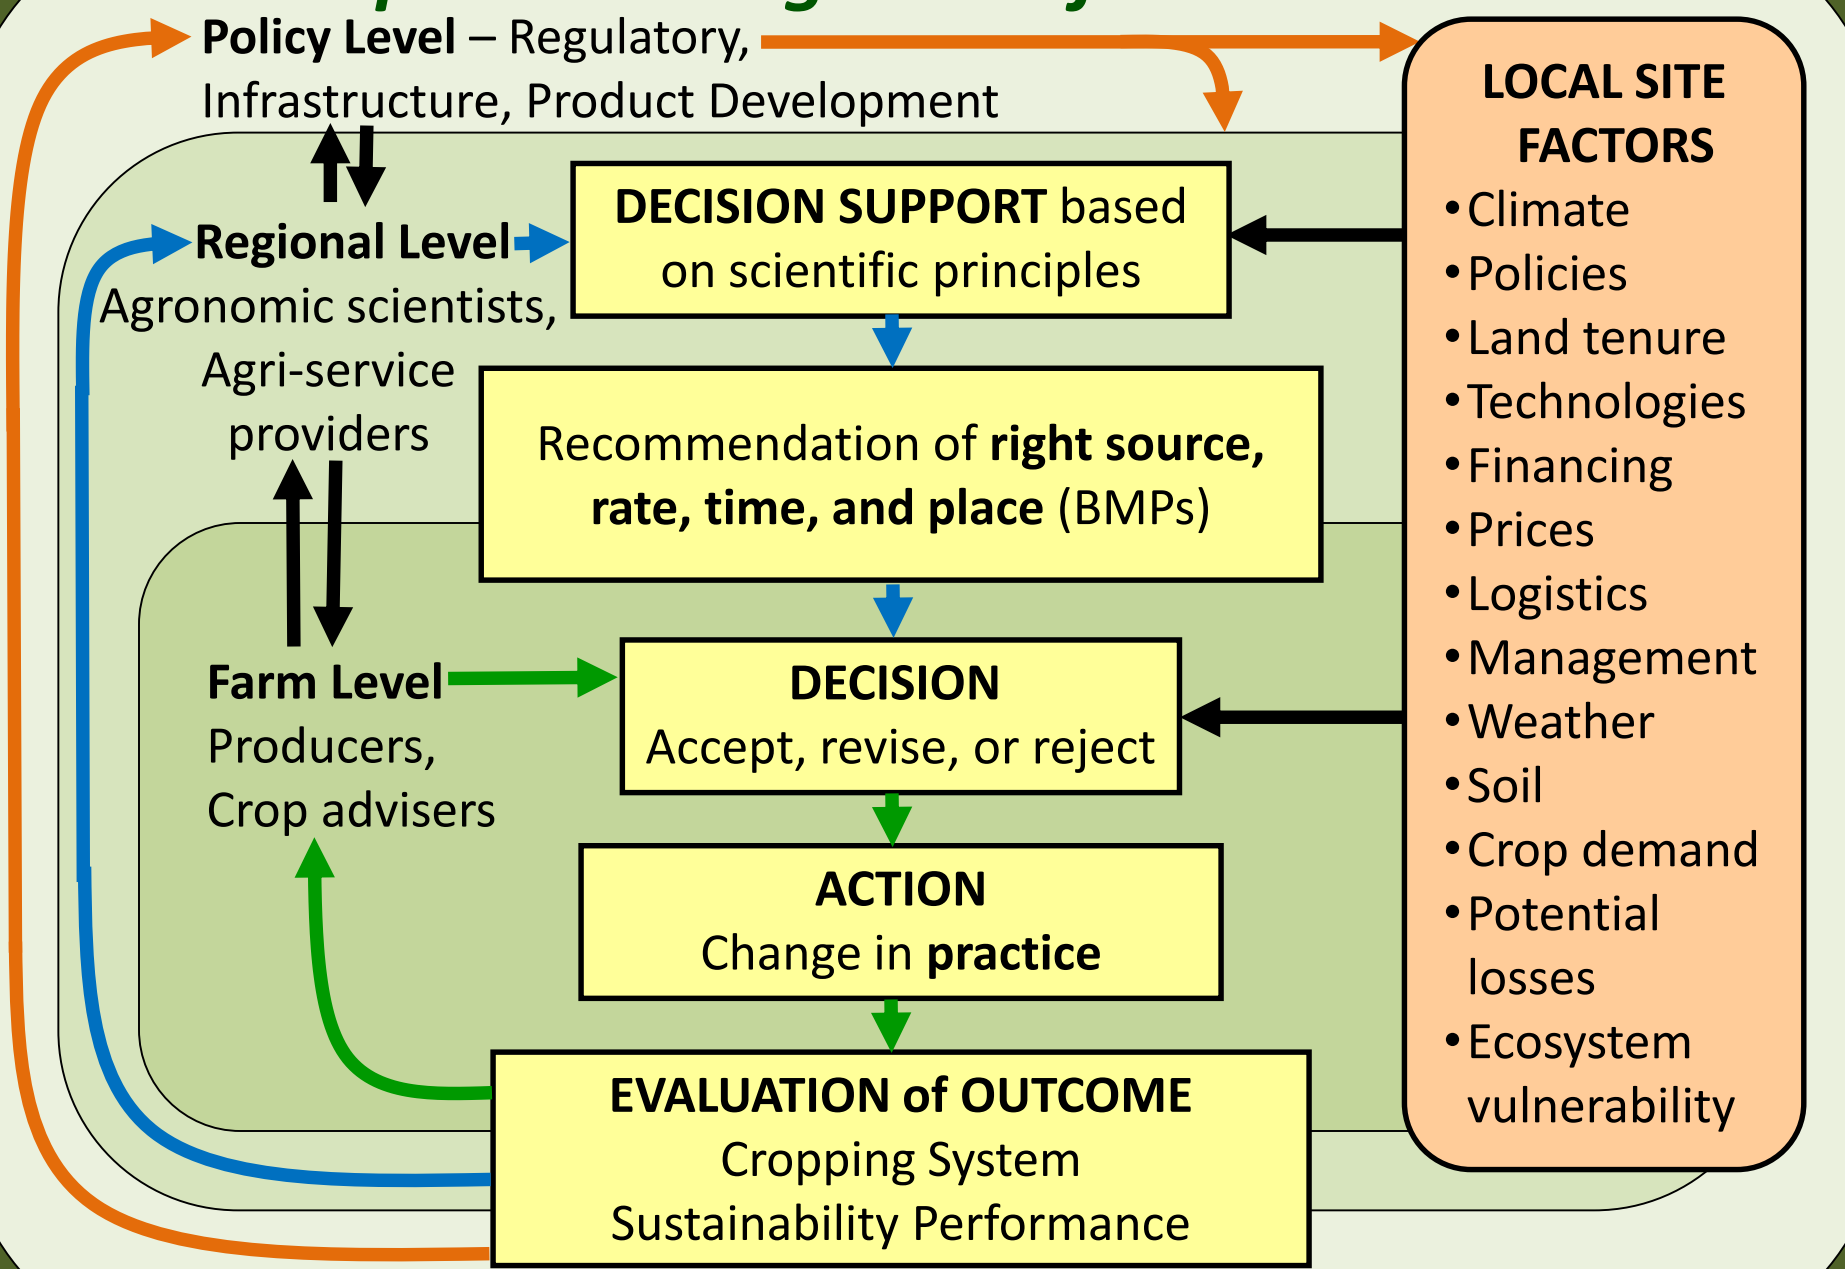 Policy Level – Regulatory,
Infrastructure, Product Development
Regional Level
Agronomic scientists,
Agri-service
providers
Farm Level
Producers,
Crop advisers
DECISION SUPPORT based
on scientific principles
Recommendation of right source,
rate, time, and place (BMPs)
DECISION
Accept, revise, or reject
ACTION
Change in practice
EVALUATION of OUTCOME
Cropping System
Sustainability Performance
LOCAL SITE
FACTORS
•Climate
•Policies
•Land tenure
•Technologies
•Financing
•Prices
•Logistics
•Management
•Weather
•Soil
•Crop demand
•Potential
losses
•Ecosystem
vulnerability